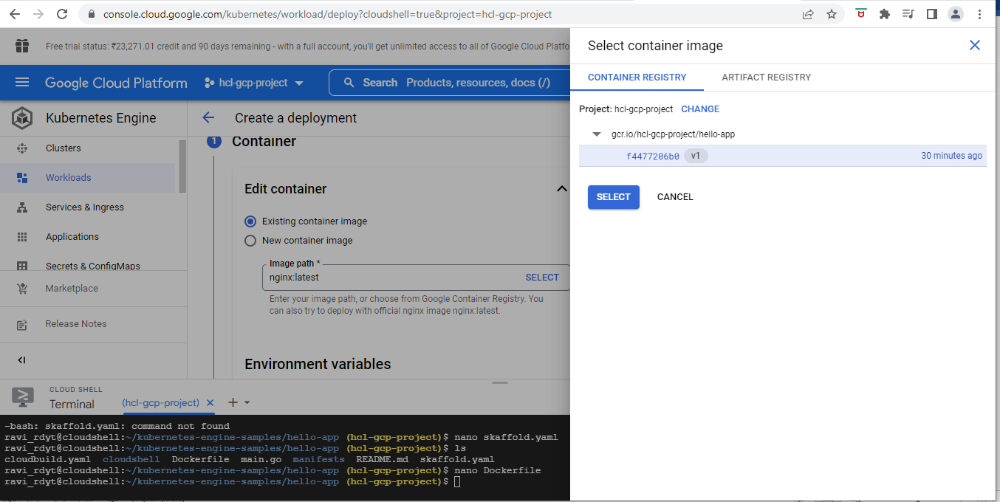 console.cloud.google.com/kubernetes/workload/deploy?cloudshell=true&project=hcl-gcp-project
Free trial status: ₹23,271.01 credit and 90 days remaining - with a full account, you'll get unlimited access to all of Google Cloud Platfo
Google Cloud Platform
hcl-gcp-project
Search Products, resources, docs (/)
Kubernetes Engine
Clusters
Workloads
Services & Ingress
Applications
Secrets & ConfigMaps
Marketplace
Release Notes
Create a deployment
1 Container
Edit container
Existing container image
New container image
Image path *
nginx:latest SELECT
Enter your image path, or choose from Google Container Registry. You
can also try to deploy with official nginx image nginx:latest.
Environment variables
Select container image
CONTAINER REGISTRY ARTIFACT REGISTRY
Project: hcl-gcp-project CHANGE
gcr.io/hcl-gcp-project/hello-app
f4477206b0 v1 30 minutes ago
SELECT CANCEL
CLOUD SHELL
Terminal (hcl-gcp-project)
-bash: skaffold.yaml: command not found
ravi_rdyt@cloudshell:~/kubernetes-engine-samples/hello-app (hcl-gcp-project)$ nano skaffold.yaml
ravi_rdyt@cloudshell:~/kubernetes-engine-samples/hello-app (hcl-gcp-project)$ ls
cloudbuild.yaml cloudshell Dockerfile main.go manifests README.md skaffold.yaml
ravi_rdyt@cloudshell:~/kubernetes-engine-samples/hello-app (hcl-gcp-project)$ nano Dockerfile
ravi_rdyt@cloudshell:~/kubernetes-engine-samples/hello-app (hcl-gcp-project)$